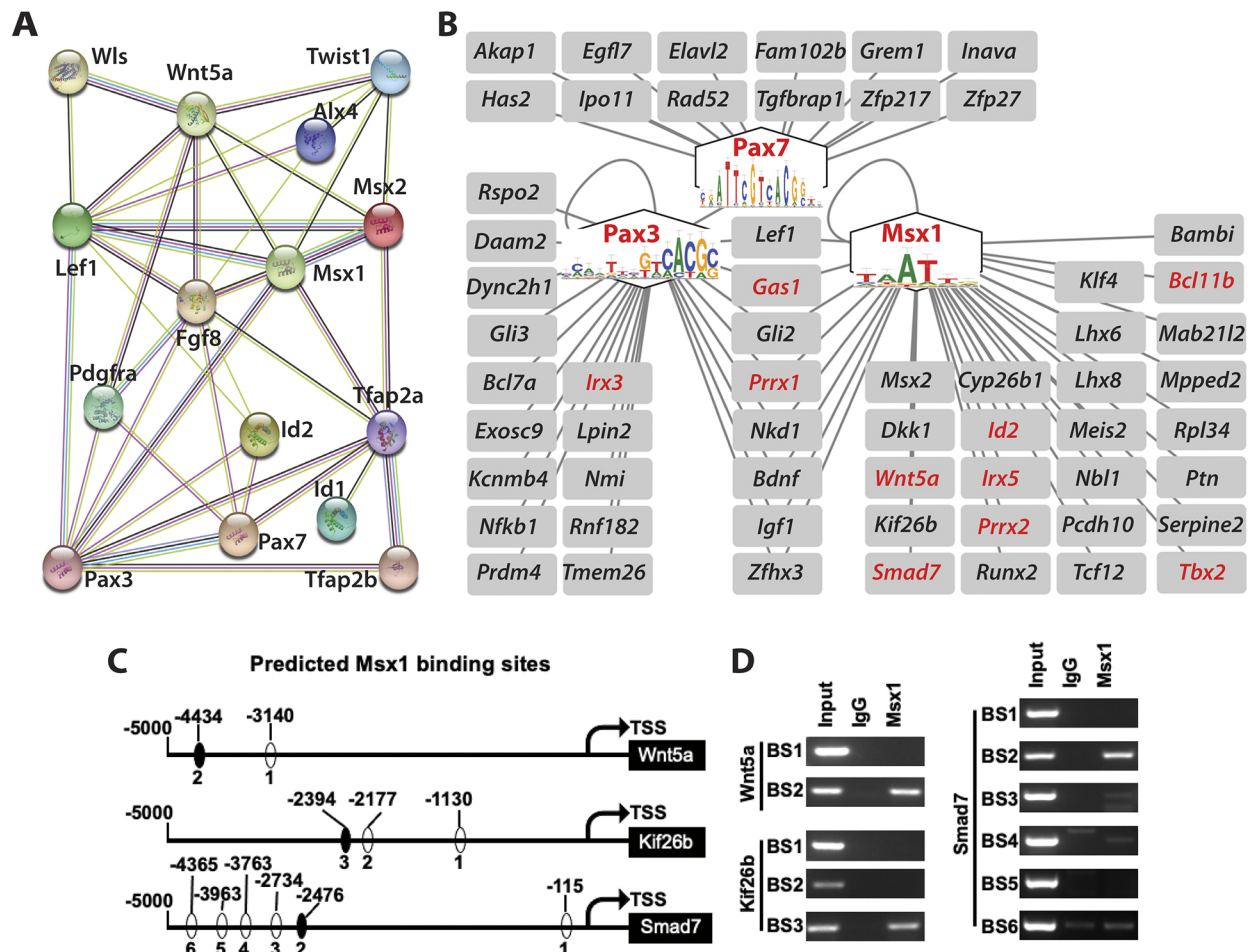 A
Wls
Wnt5a
Twist1
Alx4
Msx2
Lef1
Msx1
Fgf8
Pdgfra
Tfap2a
Id2
Id1
Pax7
Pax3
Tfap2b
B
Akap1 Egfl7 Elavl2 Fam102b Grem1 Inava
Has2 Ipo11 Rad52 Tgfbrap1 Zfp217 Zfp27
Pax7
Rspo2
Pax3
Msx1
Daam2 Lef1 Bambi
Dync2h1 Gas1 Klf4 Bcl11b
Gli3 Gli2 Lhx6 Mab21l2
Bcl7a Irx3 Prrx1 Msx2 Cyp26b1 Lhx8 Mpped2
Exosc9 Lpin2 Nkd1 Dkk1 Id2 Meis2 Rpl34
Kcnmb4 Nmi Bdnf Wnt5a Irx5 Nbl1 Ptn
Nfkb1 Rnf182 Igf1 Kif26b Prrx2 Pcdh10 Serpine2
Prdm4 Tmem26 Zfhx3 Smad7 Runx2 Tcf12 Tbx2
C
Predicted Msx1 binding sites
-5000 -4434 -3140 TSS
Wnt5a
2 1
-5000 -2394 -2177 -1130 TSS
Kif26b
3 2 1
-4365 -3763
-3963 -2734
-5000 -2476 -115 TSS
Smad7
6 5 4 3 2 1
D
Input IgG Msx1
Wnt5a
BS1
BS2
Kif26b
BS1
BS2
BS3
Input IgG Msx1
Smad7
BS1
BS2
BS3
BS4
BS5
BS6